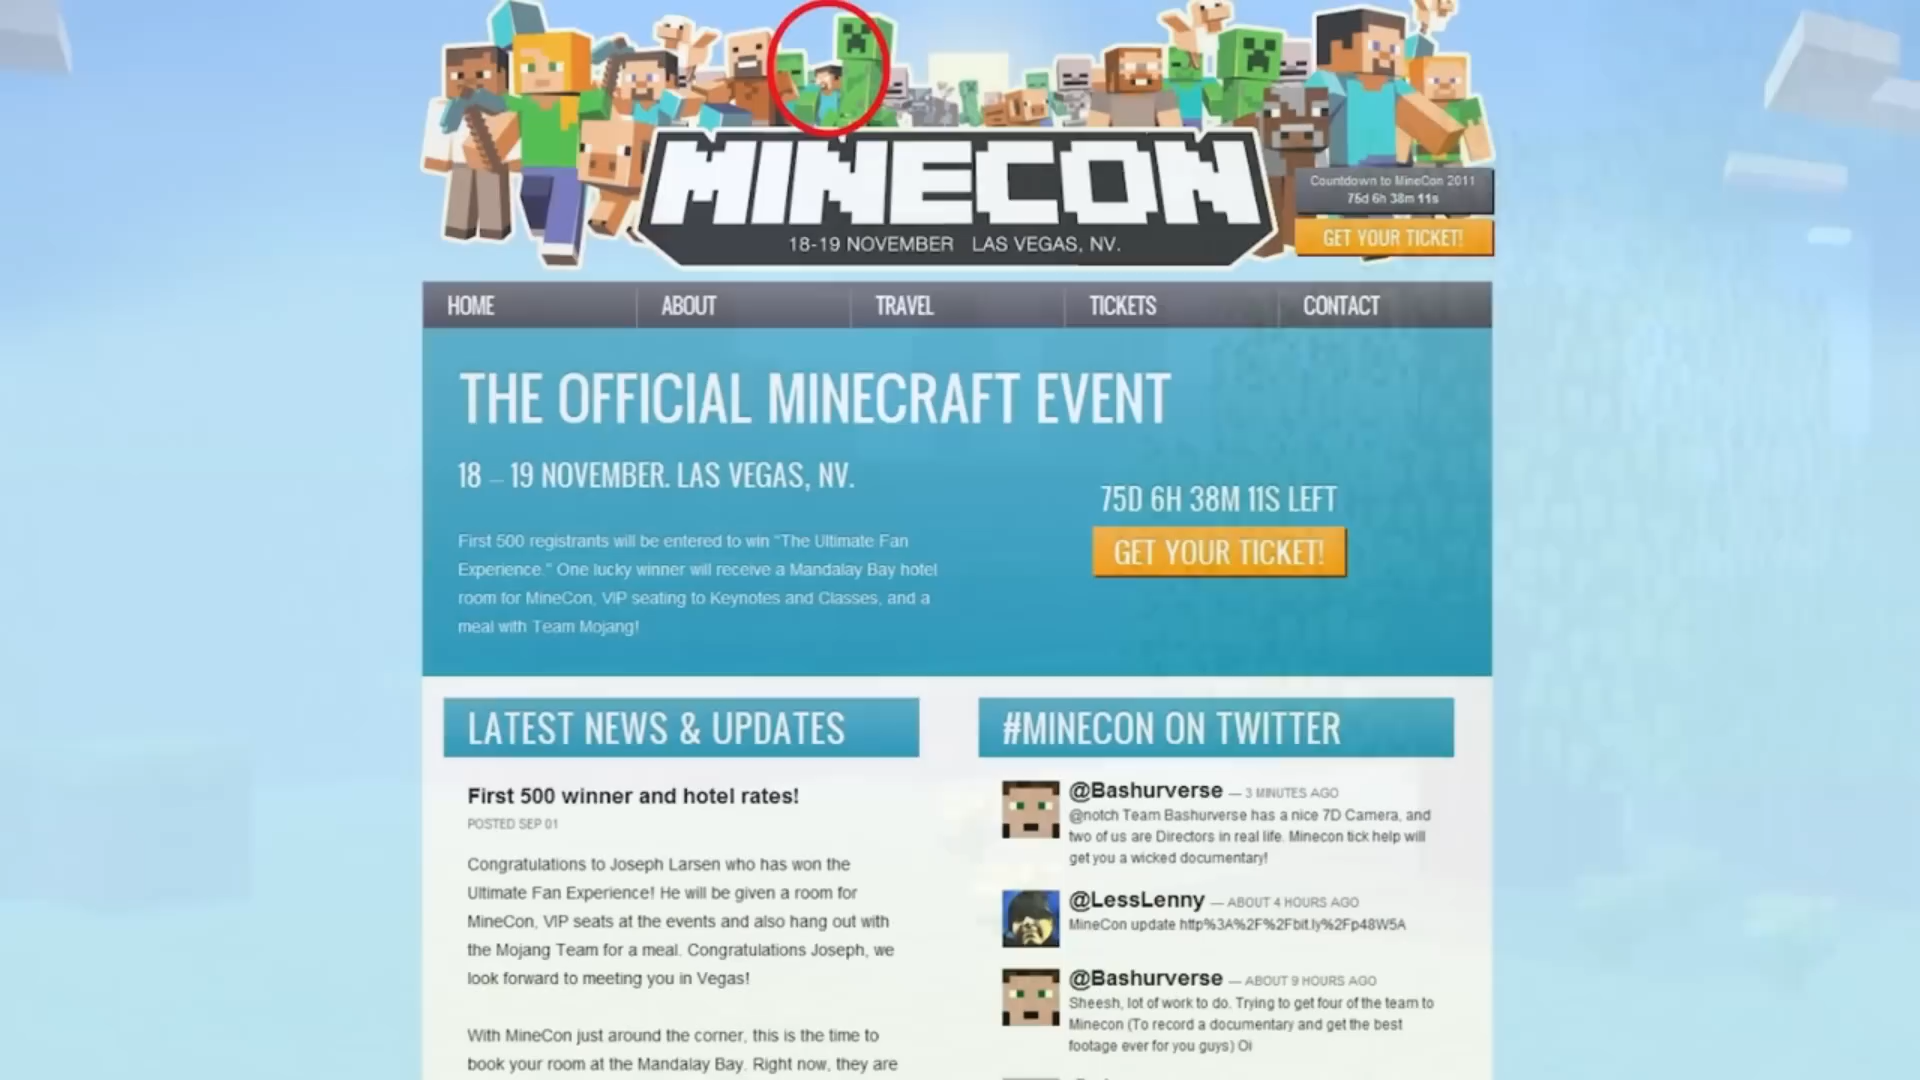 MINECON
18-19 NOVEMBER LAS VEGAS, NV.
Countdown to MineCon 2011
75d 6h 38m 11s
GET YOUR TICKET!
HOME
ABOUT
TRAVEL
TICKETS
CONTACT
THE OFFICIAL MINECRAFT EVENT
18 – 19 NOVEMBER. LAS VEGAS, NV.
First 500 registrants will be entered to win "The Ultimate Fan
Experience." One lucky winner will receive a Mandalay Bay hotel
room for MineCon, VIP seating to Keynotes and Classes, and a
meal with Team Mojang!
75D 6H 38M 11S LEFT
GET YOUR TICKET!
LATEST NEWS & UPDATES
First 500 winner and hotel rates!
POSTED SEP 01
Congratulations to Joseph Larsen who has won the
Ultimate Fan Experience! He will be given a room for
MineCon, VIP seats at the events and also hang out with
the Mojang Team for a meal. Congratulations Joseph, we
look forward to meeting you in Vegas!
With MineCon just around the corner, this is the time to
book your room at the Mandalay Bay. Right now, they are
#MINECON ON TWITTER
@Bashurverse — 3 MINUTES AGO
@notch Team Bashurverse has a nice 7D Camera, and
two of us are Directors in real life. Minecon tick help will
get you a wicked documentary!
@LessLenny — ABOUT 4 HOURS AGO
MineCon update http%3A%2F%2Fbit.ly%2Fp48W5A
@Bashurverse — ABOUT 9 HOURS AGO
Sheesh, lot of work to do. Trying to get four of the team to
Minecon (To record a documentary and get the best
footage ever for you guys) Oi